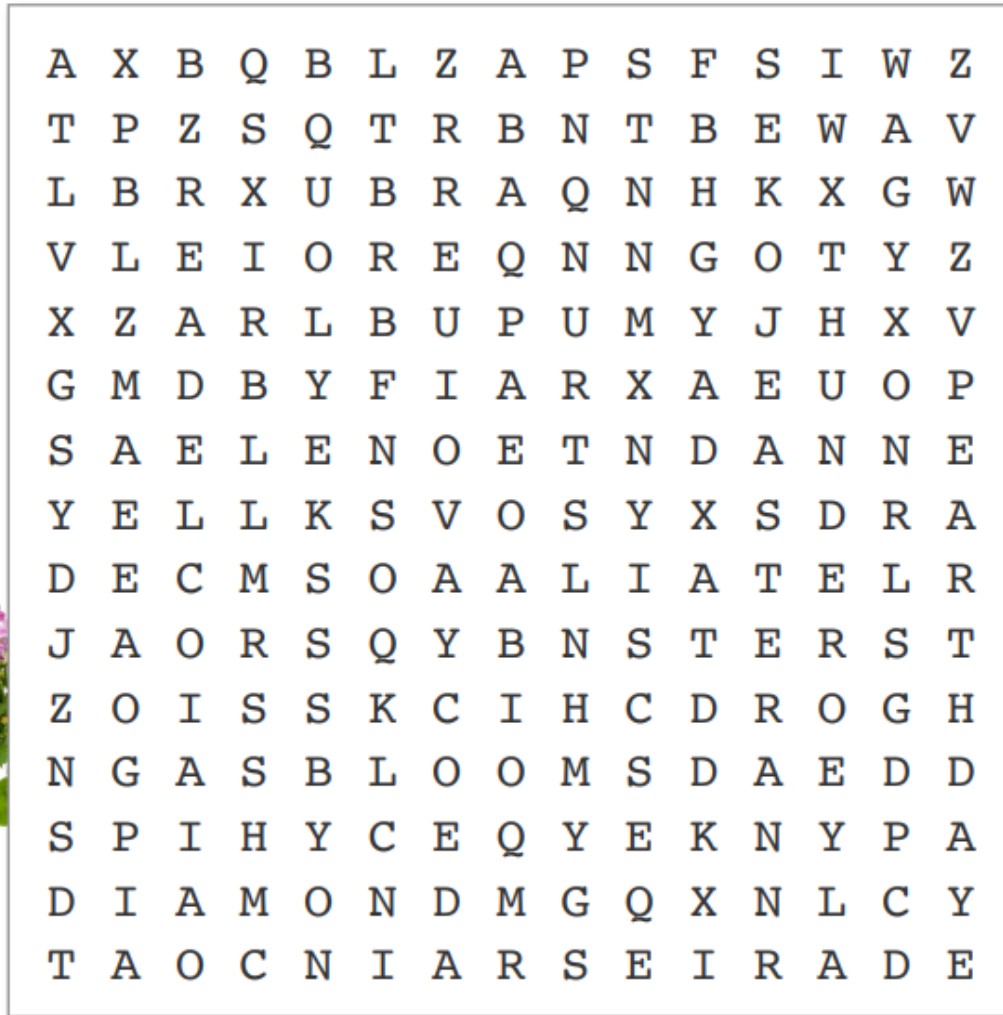 A X B Q B L Z A P S F S I W Z
T P Z S Q T R B N T B E W A V
L B R X U B R A Q N H K X G W
V L E I O R E Q N N G O T Y Z
X Z A R L B U P U M Y J H X V
G M D B Y F I A R X A E U O P
S A E L E N O E T N D A N N E
Y E L L K S V O S Y X S D R A
D E C M S O A A L I A T E L R
J A O R S Q Y B N S T E R S T
Z O I S S K C I H C D R O G H
N G A S B L O O M S D A E D D
S P I H Y C E Q Y E K N Y P A
D I A M O N D M G Q X N L C Y
T A O C N I A R S E I R A D E